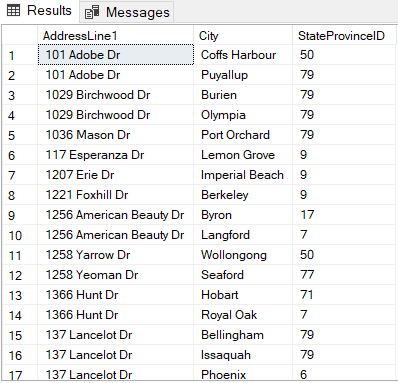 Results Messages
AddressLine1 City StateProvinceID
1 101 Adobe Dr Coffs Harbour 50
2 101 Adobe Dr Puyallup 79
3 1029 Birchwood Dr Burien 79
4 1029 Birchwood Dr Olympia 79
5 1036 Mason Dr Port Orchard 79
6 117 Esperanza Dr Lemon Grove 9
7 1207 Erie Dr Imperial Beach 9
8 1221 Foxhill Dr Berkeley 9
9 1256 American Beauty Dr Byron 17
10 1256 American Beauty Dr Langford 7
11 1258 Yarrow Dr Wollongong 50
12 1258 Yeoman Dr Seaford 77
13 1366 Hunt Dr Hobart 71
14 1366 Hunt Dr Royal Oak 7
15 137 Lancelot Dr Bellingham 79
16 137 Lancelot Dr Issaquah 79
17 137 Lancelot Dr Phoenix 6